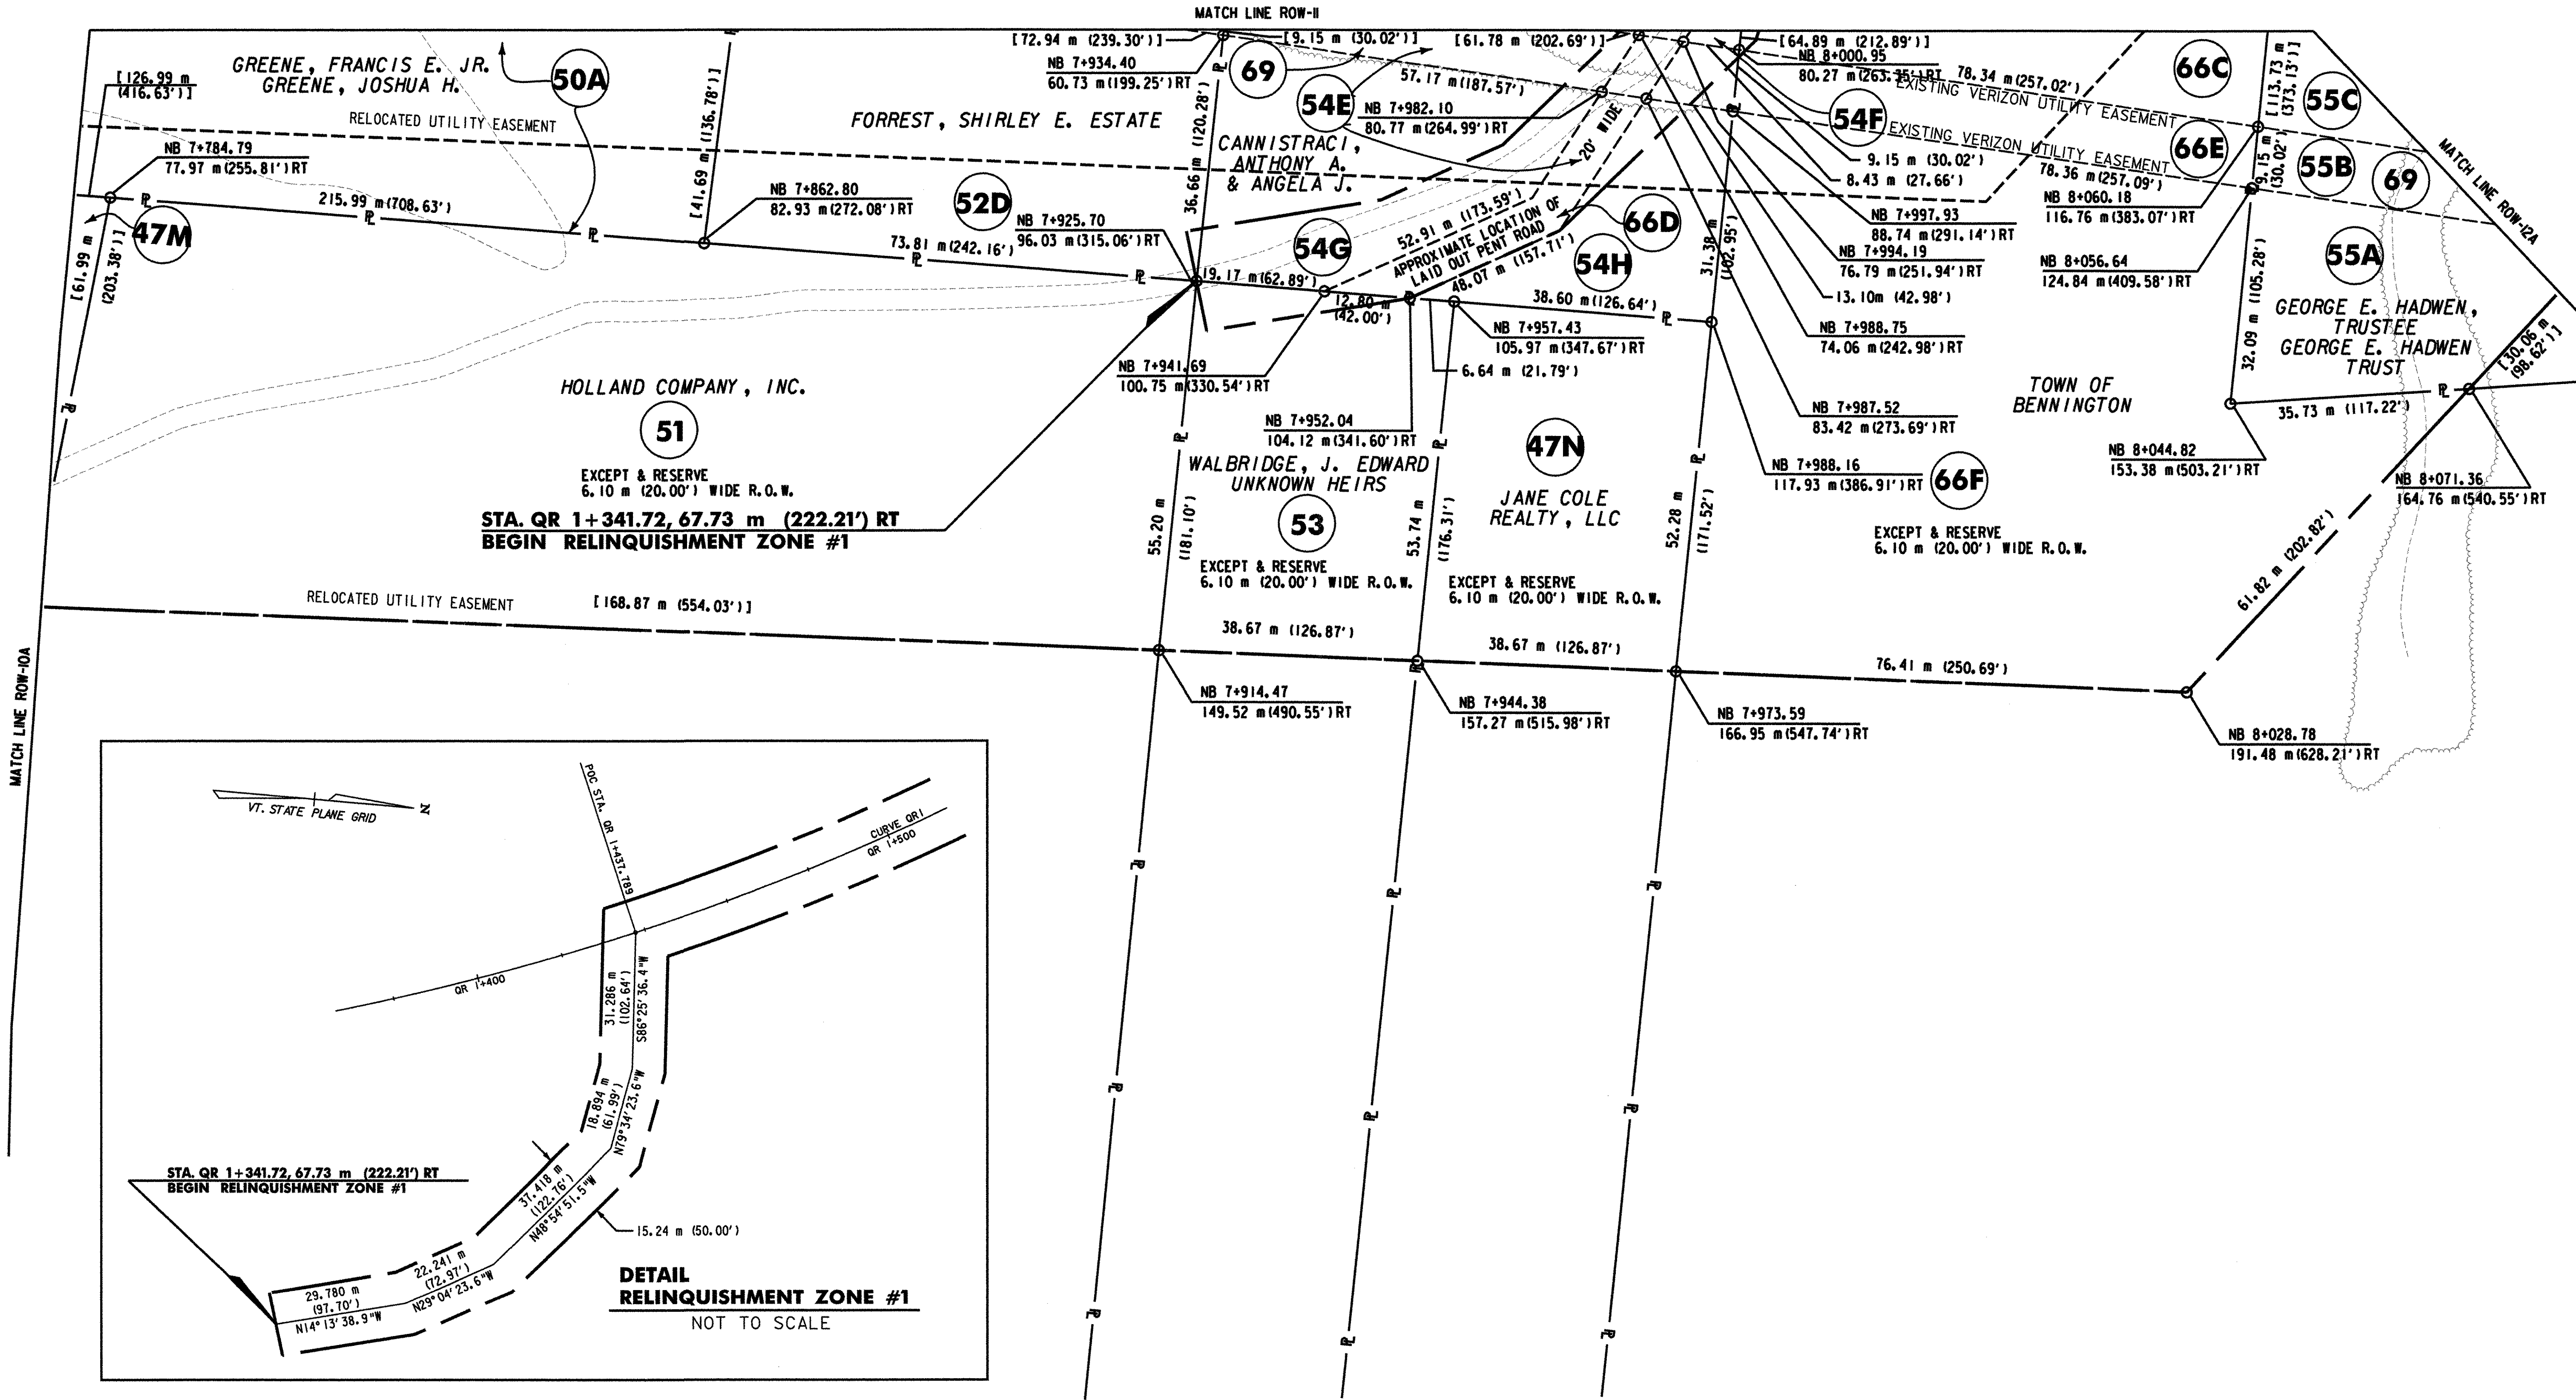 MATCH LINE ROW-11
GREENE, FRANCIS E. JR.
GREENE, JOSHUA H.
50A
[126.99 m
(416.63')]
RELOCATED UTILITY EASEMENT
NB 7+784.79
77.97 m(255.81')RT
215.99 m(708.63')
47M
[61.99 m
(203.38')]
[41.69 m (136.78')]
FORREST, SHIRLEY E. ESTATE
NB 7+862.80
82.93 m(272.08')RT
52D
73.81 m(242.16')
NB 7+925.70
96.03 m(315.06')RT
[72.94 m (239.30')]
NB 7+934.40
60.73 m(199.25')RT
36.66 m (120.28')
[9.15 m (30.02')]
69
[61.78 m (202.69')]
57.17 m(187.57')
54E
NB 7+982.10
80.77 m(264.99')RT
CANNISTRACI,
ANTHONY A.
& ANGELA J.
20' WIDE
[64.89 m (212.89')]
NB 8+000.95
80.27 m(263.35')RT
78.34 m(257.02')
EXISTING VERIZON UTILITY EASEMENT
54F
EXISTING VERIZON UTILITY EASEMENT
78.36 m(257.09')
66C
66E
[113.73 m
(373.13')]
55C
55B
69
9.15 m
(30.02')
MATCH LINE ROW-12A
9.15 m (30.02')
8.43 m (27.66')
NB 7+997.93
88.74 m(291.14')RT
NB 7+994.19
76.79 m(251.94')RT
13.10m (42.98')
NB 7+988.75
74.06 m(242.98')RT
NB 7+987.52
83.42 m(273.69')RT
NB 7+988.16
117.93 m(386.91')RT
NB 8+060.18
116.76 m(383.07')RT
NB 8+056.64
124.84 m(409.58')RT
55A
GEORGE E. HADWEN,
TRUSTEE
GEORGE E. HADWEN
TRUST
32.09 m (105.28')
[30.06 m
(98.62')]
35.73 m (117.22')
NB 8+044.82
153.38 m(503.21')RT
NB 8+071.36
164.76 m(540.55')RT
61.82 m (202.82')
TOWN OF
BENNINGTON
66F
EXCEPT & RESERVE
6.10 m (20.00') WIDE R.O.W.
54G
19.17 m(62.89')
52.91 m (173.59')
APPROXIMATE LOCATION OF
LAID OUT PENT ROAD
48.07 m (157.71')
66D
54H
31.38 m
(102.95')
12.80 m
(42.00')
38.60 m(126.64')
NB 7+957.43
105.97 m(347.67')RT
6.64 m (21.79')
NB 7+941.69
100.75 m(330.54')RT
NB 7+952.04
104.12 m(341.60')RT
HOLLAND COMPANY, INC.
51
EXCEPT & RESERVE
6.10 m (20.00') WIDE R.O.W.
STA. QR 1+341.72, 67.73 m (222.21') RT
BEGIN RELINQUISHMENT ZONE #1
WALBRIDGE, J. EDWARD
UNKNOWN HEIRS
53
EXCEPT & RESERVE
6.10 m (20.00') WIDE R.O.W.
55.20 m
(181.10')
53.74 m
(176.31')
47N
JANE COLE
REALTY, LLC
EXCEPT & RESERVE
6.10 m (20.00') WIDE R.O.W.
52.28 m
(171.52')
RELOCATED UTILITY EASEMENT
[168.87 m (554.03')]
38.67 m (126.87')
38.67 m (126.87')
76.41 m (250.69')
NB 7+914.47
149.52 m(490.55')RT
NB 7+944.38
157.27 m(515.98')RT
NB 7+973.59
166.95 m(547.74')RT
NB 8+028.78
191.48 m(628.21')RT
MATCH LINE ROW-10A
VT. STATE PLANE GRID
N
POC STA. QR 1+437.789
CURVE QR1
QR 1+500
QR 1+400
31.286 m
(102.64')
S86°25'36.4"W
18.894 m
(61.99')
N79°34'23.6"W
37.418 m
(122.76')
N48°54'51.5"W
15.24 m (50.00')
22.241 m
(72.97')
N29°04'23.6"W
29.780 m
(97.70')
N14°13'38.9"W
STA. QR 1+341.72, 67.73 m (222.21') RT
BEGIN RELINQUISHMENT ZONE #1
DETAIL
RELINQUISHMENT ZONE #1
NOT TO SCALE